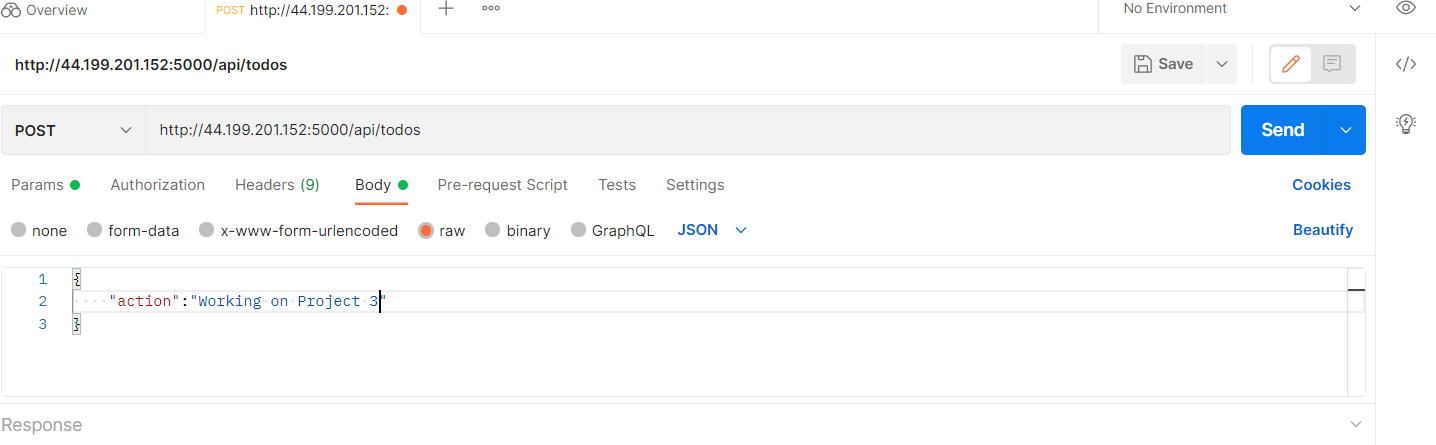 Overview
POST http://44.199.201.152:
No Environment
http://44.199.201.152:5000/api/todos
Save
POST
http://44.199.201.152:5000/api/todos
Send
Params
Authorization
Headers (9)
Body
Pre-request Script
Tests
Settings
Cookies
none
form-data
x-www-form-urlencoded
raw
binary
GraphQL
JSON
Beautify
1 {
2 "action":"Working on Project 3"
3 }
Response